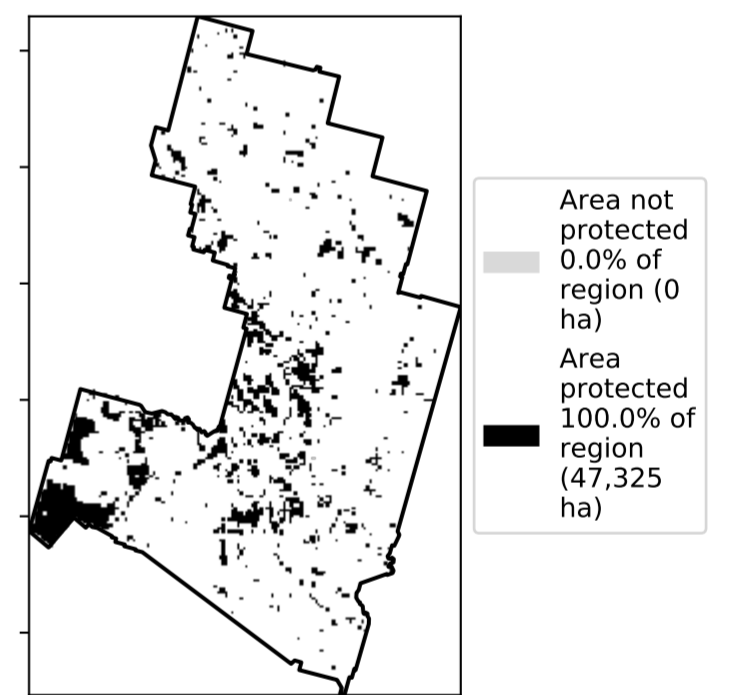 Area not
protected
0.0% of
region (0
ha)
Area
protected
100.0% of
region
(47,325
ha)